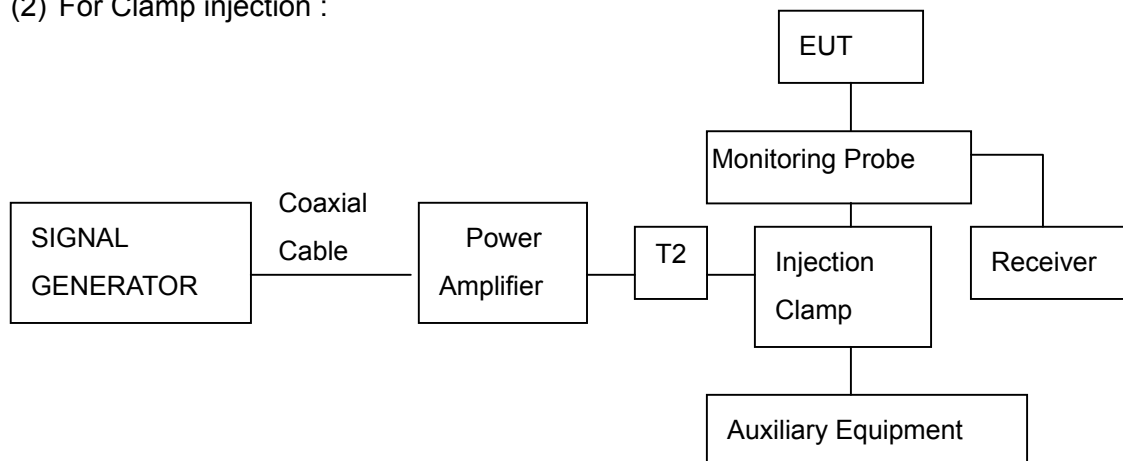 (2) For Clamp injection :
EUT
Monitoring Probe
Coaxial
Cable
SIGNAL
GENERATOR
Power
Amplifier
T2
Injection
Clamp
Receiver
Auxiliary Equipment